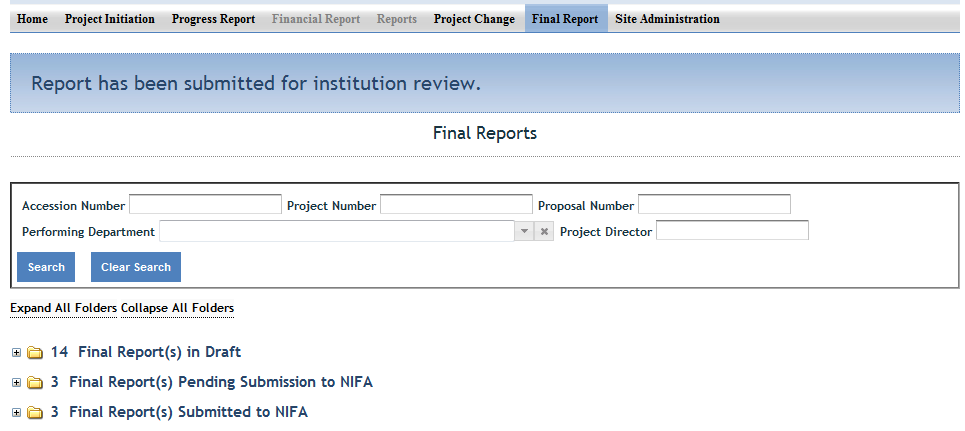 Home Project Initiation Progress Report Financial Report Reports Project Change Final Report Site Administration
Report has been submitted for institution review.
Final Reports
Accession Number Project Number Proposal Number
Performing Department Project Director
Search Clear Search
Expand All Folders Collapse All Folders
14 Final Report(s) in Draft
3 Final Report(s) Pending Submission to NIFA
3 Final Report(s) Submitted to NIFA